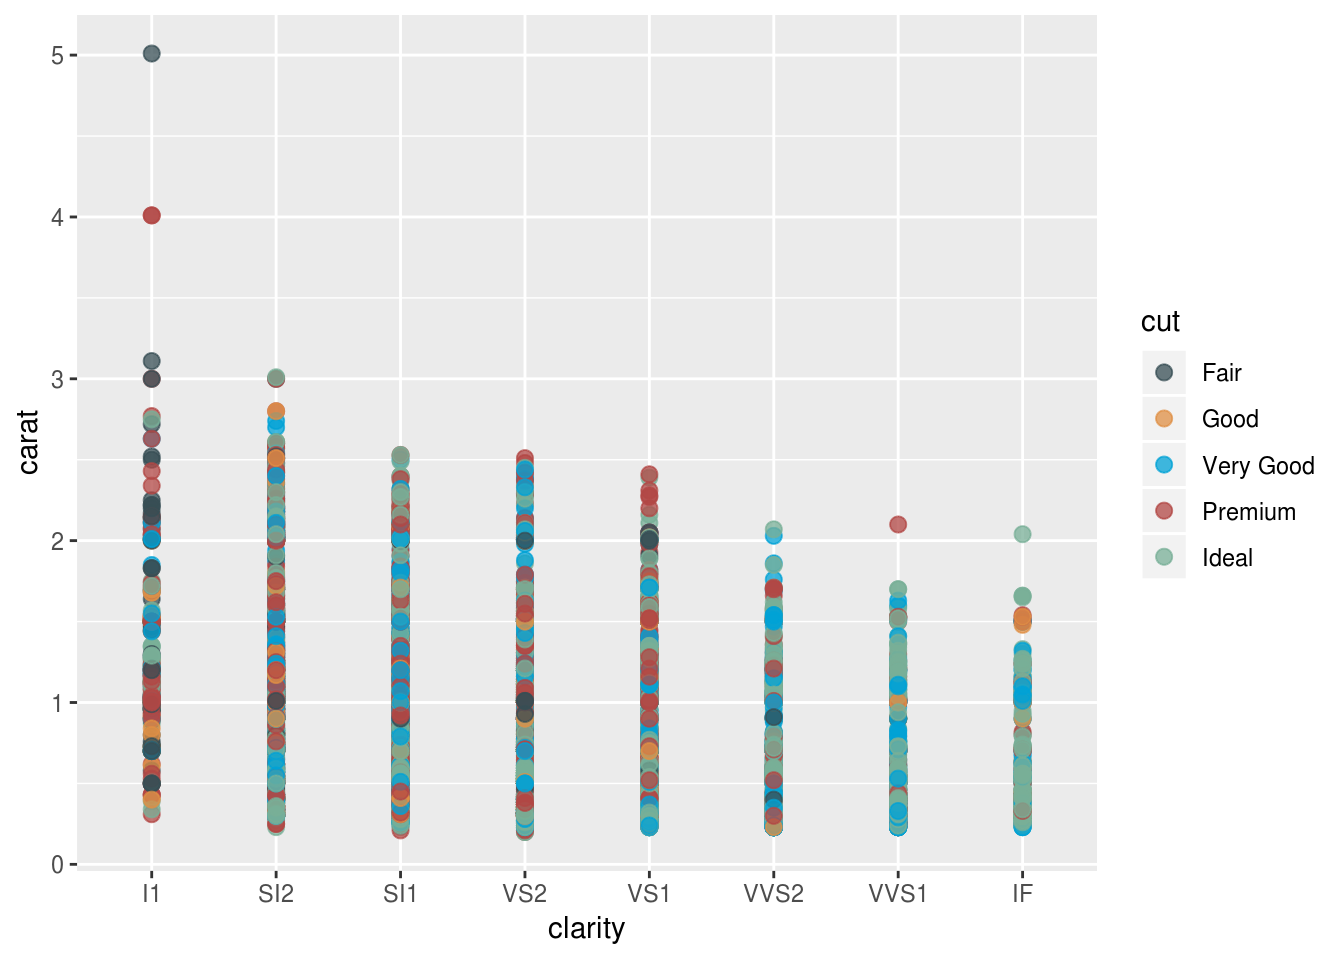 5
4
3
2
1
0
carat
I1 SI2 SI1 VS2 VS1 VVS2 VVS1 IF
clarity
cut
Fair
Good
Very Good
Premium
Ideal